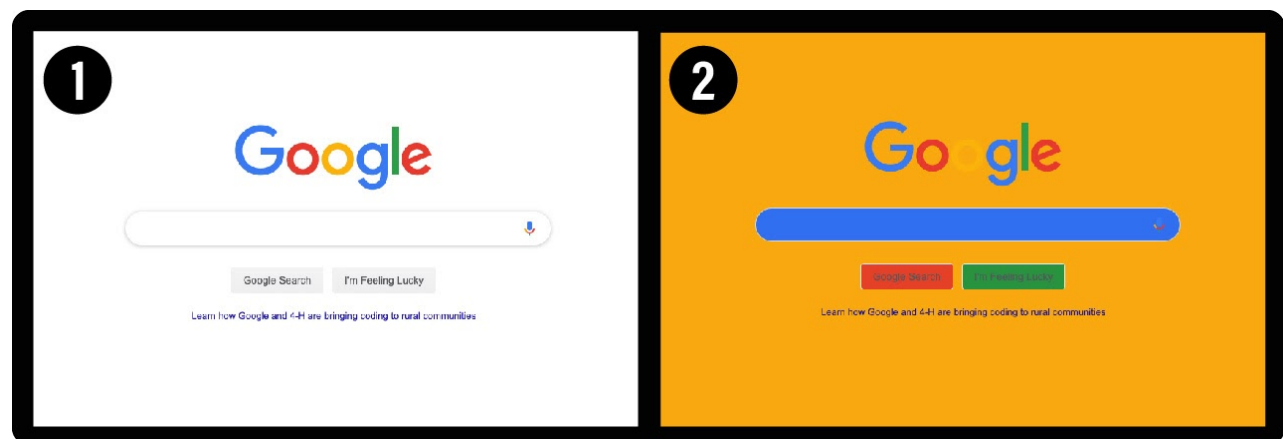 1
Google
Google Search
I'm Feeling Lucky
Learn how Google and 4-H are bringing coding to rural communities
2
Google
Google Search
I'm Feeling Lucky
Learn how Google and 4-H are bringing coding to rural communities